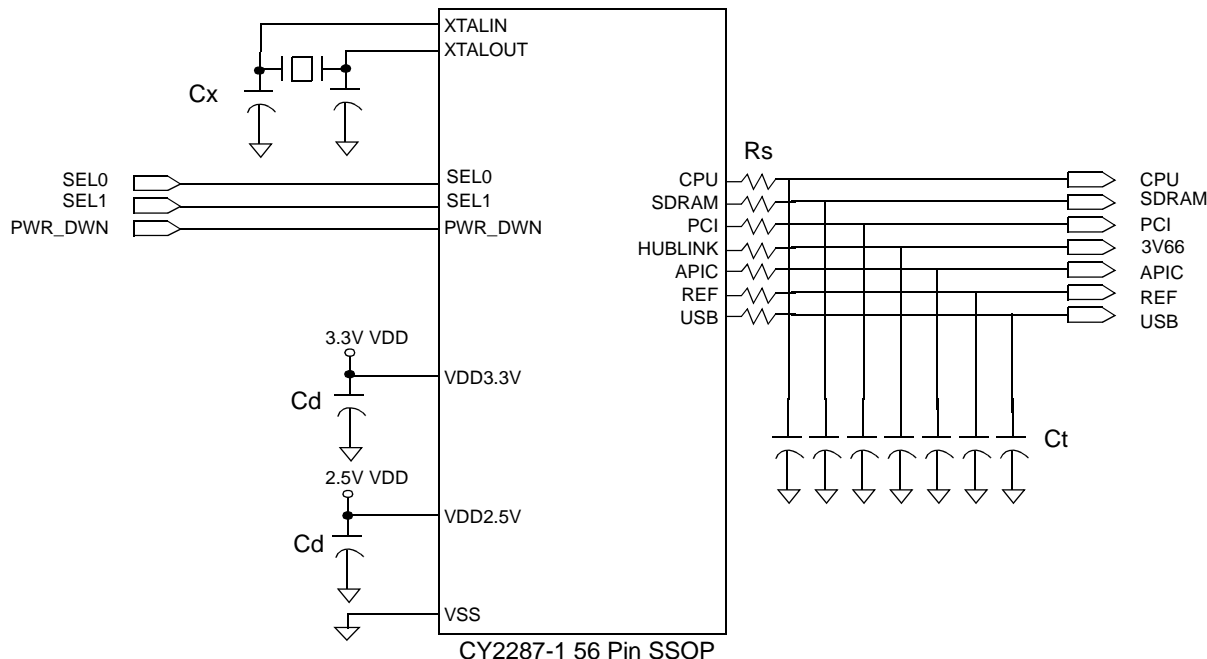 XTALIN
XTALOUT
Cx
Rs
SEL0
SEL0
CPU
CPU
SEL1
SEL1
SDRAM
SDRAM
PWR_DWN
PWR_DWN
PCI
PCI
HUBLINK
3V66
APIC
APIC
REF
REF
USB
USB
3.3V VDD
VDD3.3V
Cd
Ct
2.5V VDD
VDD2.5V
Cd
VSS
CY2287-1 56 Pin SSOP